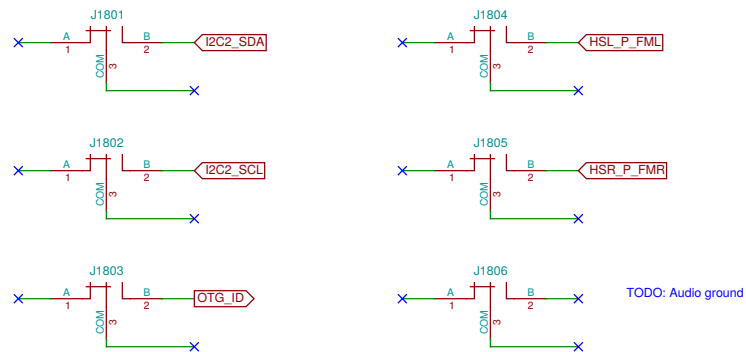 J1801
A
B
I2C2_SDA
1
2
COM
3
J1804
A
B
HSL_P_FML
1
2
COM
3
J1802
A
B
I2C2_SCL
1
2
COM
3
J1805
A
B
HSR_P_FMR
1
2
COM
3
J1803
A
B
OTG_ID
1
2
COM
3
J1806
A
B
1
2
COM
3
TODO: Audio ground